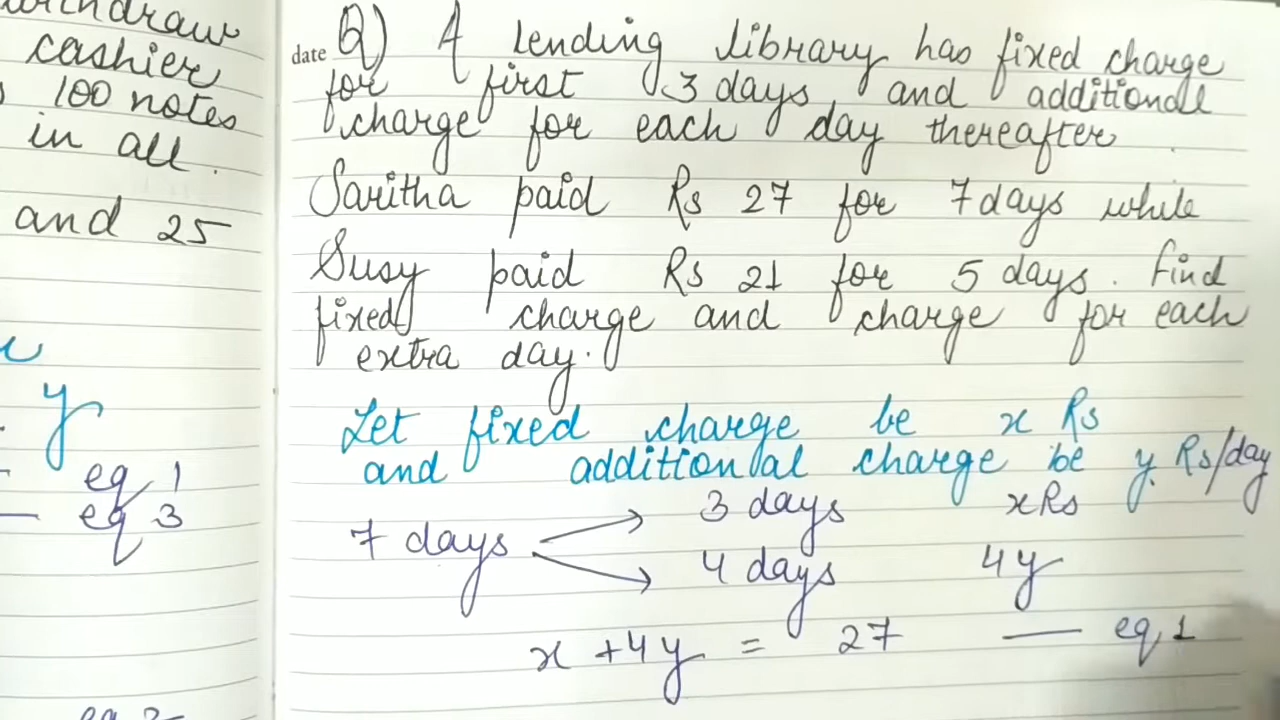 withdraw
cashier
100 notes
in all.
and 25
y
eq 1
eq 3
date Q) A lending library has fixed charge
for first 3 days and additional
charge for each day thereafter
Saritha paid Rs 27 for 7 days while
Susy paid Rs 21 for 5 days. Find
fixed charge and charge for each
extra day.
Let fixed charge be x Rs
and additional charge be y Rs/day
7 days 3 days x Rs
4 days 4y
x + 4y = 27 — eq 1